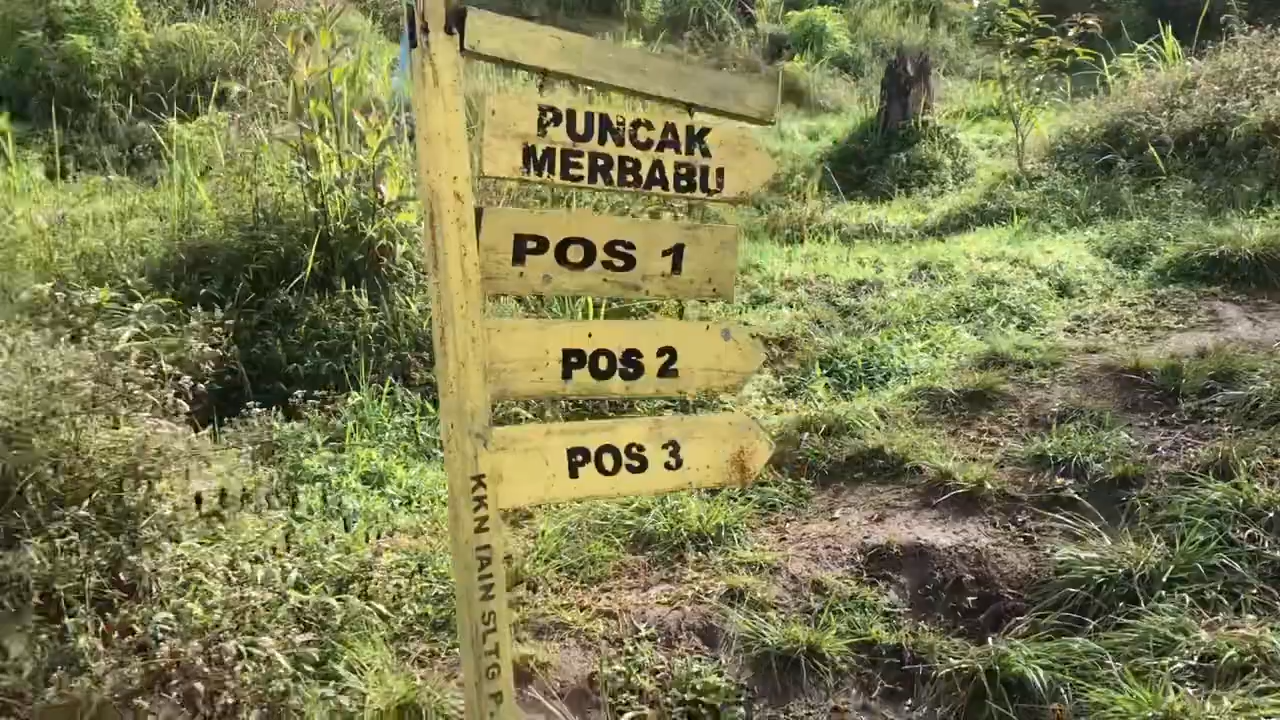 PUNCAK
MERBABU
POS 1
POS 2
POS 3
KKN IAIN SLTG P.